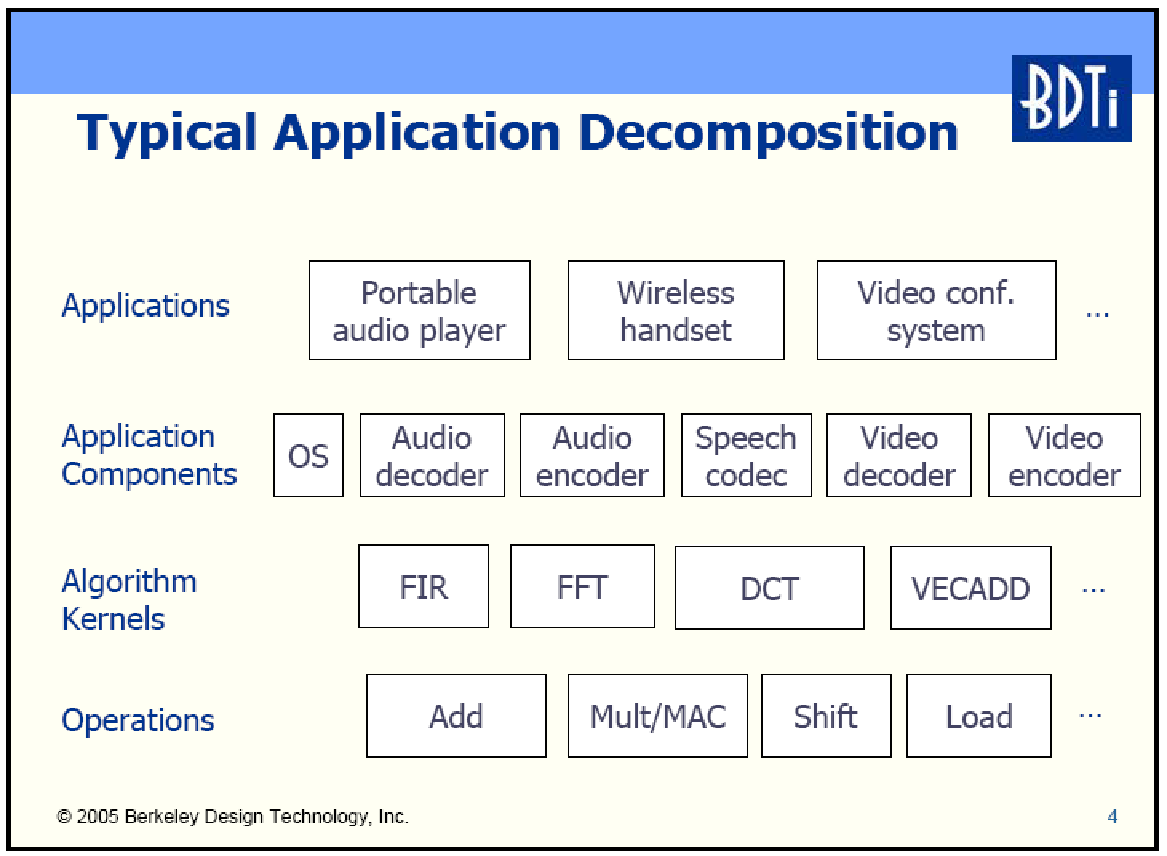 BDTi
Typical Application Decomposition
Applications
Portable
audio player
Wireless
handset
Video conf.
system
...
Application
Components
OS
Audio
decoder
Audio
encoder
Speech
codec
Video
decoder
Video
encoder
Algorithm
Kernels
FIR
FFT
DCT
VECADD
...
Operations
Add
Mult/MAC
Shift
Load
...
© 2005 Berkeley Design Technology, Inc.
4